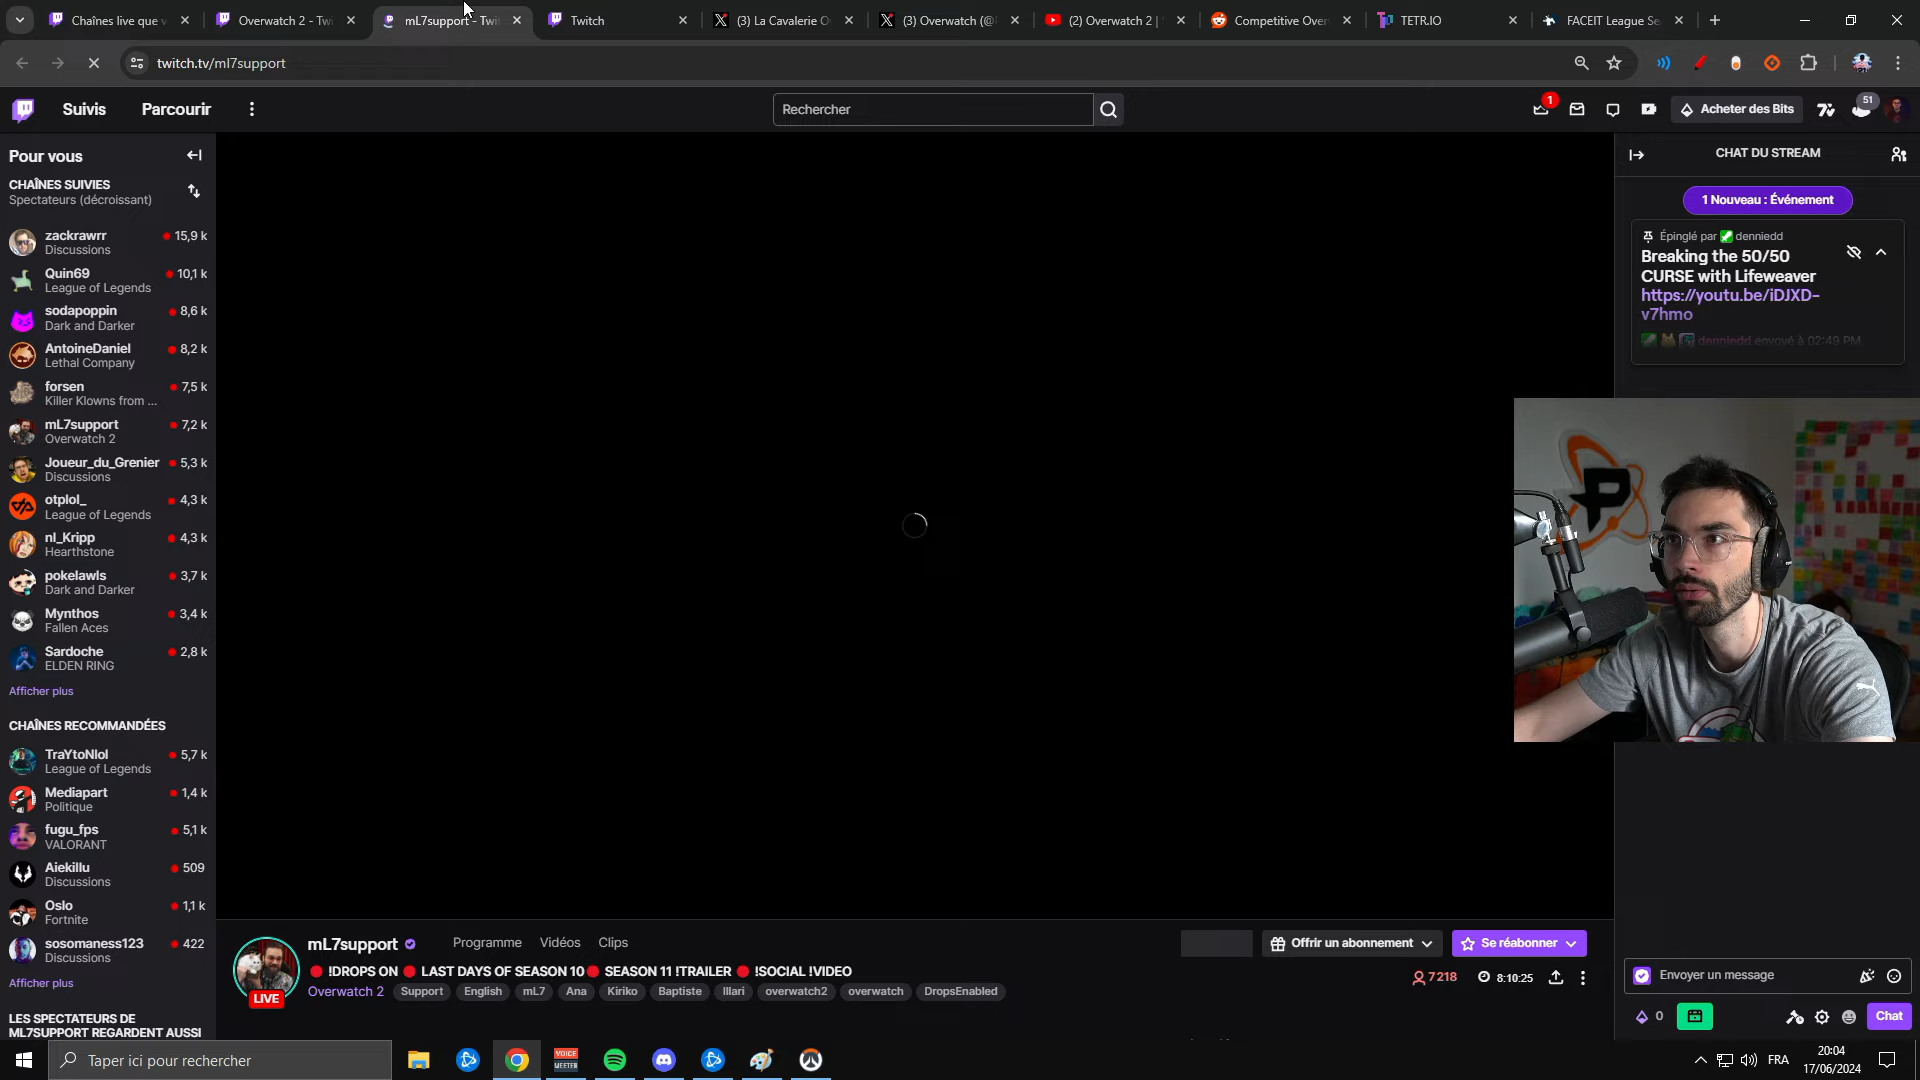 Chaînes live que v
Overwatch 2 - Tw
mL7support - Twi
Twitch
(3) La Cavalerie O
(3) Overwatch (@
(2) Overwatch 2 |
Competitive Over
TETR.IO
FACEIT League Se
twitch.tv/ml7support
Suivis
Parcourir
Rechercher
1
Acheter des Bits
51
Pour vous
CHAÎNES SUIVIES
Spectateurs (décroissant)
zackrawrr 15,9 k
Discussions
Quin69 10,1 k
League of Legends
sodapoppin 8,6 k
Dark and Darker
AntoineDaniel 8,2 k
Lethal Company
forsen 7,5 k
Killer Klowns from ...
mL7support 7,2 k
Overwatch 2
Joueur_du_Grenier 5,3 k
Discussions
otplol_ 4,3 k
League of Legends
nl_Kripp 4,3 k
Hearthstone
pokelawls 3,7 k
Dark and Darker
Mynthos 3,4 k
Fallen Aces
Sardoche 2,8 k
ELDEN RING
Afficher plus
CHAÎNES RECOMMANDÉES
TraYtoNlol 5,7 k
League of Legends
Mediapart 1,4 k
Politique
fugu_fps 5,1 k
VALORANT
Aiekillu 509
Discussions
Oslo 1,1 k
Fortnite
sosomaness123 422
Discussions
Afficher plus
LES SPECTATEURS DE
ML7SUPPORT REGARDENT AUSSI
CHAT DU STREAM
1 Nouveau : Événement
Épinglé par denniedd
Breaking the 50/50
CURSE with Lifeweaver
https://youtu.be/iDJXD-
v7hmo
denniedd envoyé à 02:49 PM
mL7support
Programme
Vidéos
Clips
Offrir un abonnement
Se réabonner
LIVE
!DROPS ON LAST DAYS OF SEASON 10 SEASON 11 !TRAILER !SOCIAL !VIDEO
7 218
8:10:25
Overwatch 2 Support English mL7 Ana Kiriko Baptiste Illari overwatch2 overwatch DropsEnabled
Envoyer un message
0
Chat
Taper ici pour rechercher
VOICE
MEETER
FRA
20:04
17/06/2024